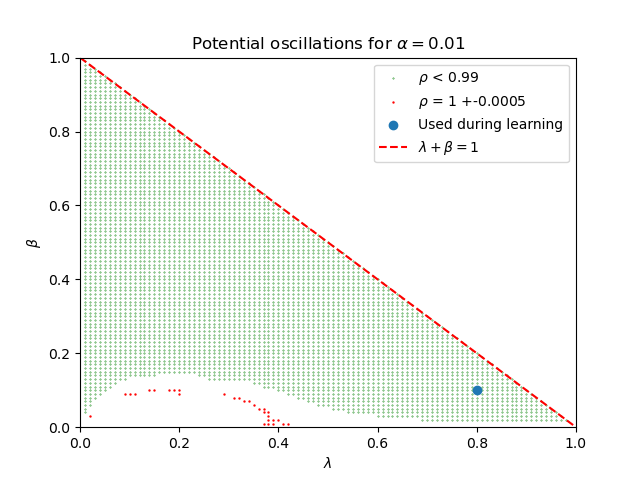 Potential oscillations for α = 0.01
ρ < 0.99
ρ = 1 +-0.0005
Used during learning
λ + β = 1
1.0
0.8
0.6
0.4
0.2
0.0
β
0.0 0.2 0.4 0.6 0.8 1.0
λ